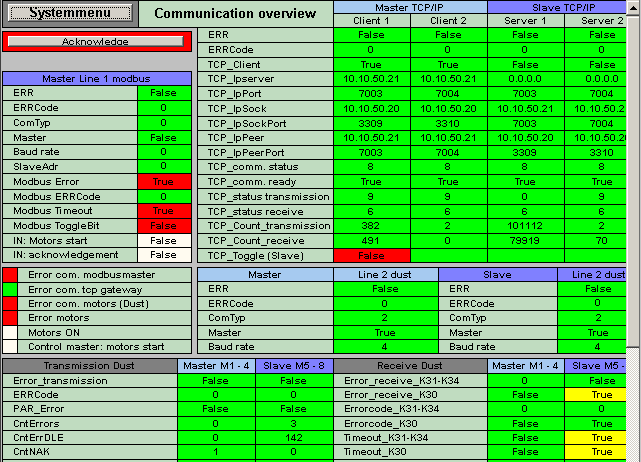 Systemmenu
Communication overview
Acknowledge
Master TCP/IP Slave TCP/IP
Client 1 Client 2 Server 1 Server 2
ERR False False False False
ERRCode 0 0 0 0
TCP_Client True True False False
TCP_Ipserver 10.10.50.21 10.10.50.21 0.0.0.0 0.0.0.0
TCP_IpPort 7003 7004 7003 7004
TCP_IpSock 10.10.50.20 10.10.50.20 10.10.50.20 10.10.50.20
TCP_IpSockPort 3309 3310 7003 7004
TCP_IpPeer 10.10.50.21 10.10.50.21 10.10.50.20 10.10.50.21
TCP_IpPeerPort 7003 7004 3309 3310
TCP_comm. status 8 8 8 8
TCP_comm. ready True True True True
TCP_status transmission 9 9 0 9
TCP_status receive 6 6 6 6
TCP_Count_transmission 382 2 101112 2
TCP_Count_receive 491 0 79919 70
TCP_Toggle (Slave) False
Master Line 1 modbus
ERR False
ERRCode 0
ComTyp 0
Master False
Baud rate 0
SlaveAdr 0
Modbus Error True
Modbus ERRCode 0
Modbus Timeout True
Modbus ToggleBit False
IN: Motors start False
IN: acknowledgement False
Error com. modbusmaster
Error com. tcp gateway
Error com. motors (Dust)
Error motors
Motors ON
Control master: motors start
Master Line 2 dust Slave Line 2 dust
ERR False ERR False
ERRCode 0 ERRCode 0
ComTyp 2 ComTyp 2
Master True Master True
Baud rate 4 Baud rate 4
Transmission Dust Master M1 - 4 Slave M5 - 8 Receive Dust Master M1 - 4 Slave M5 -
Error_transmission False False Error_receive_K31-K34 0 False
ERRCode 0 0 Error_receive_K30 False True
PAR_Error False False Errorcode_K31-K34 0 0
CntErrors 0 3 Errorcode_K30 False True
CntErrDLE 0 142 Timeout_K31-K34 False True
CntNAK 1 0 Timeout_K30 False True